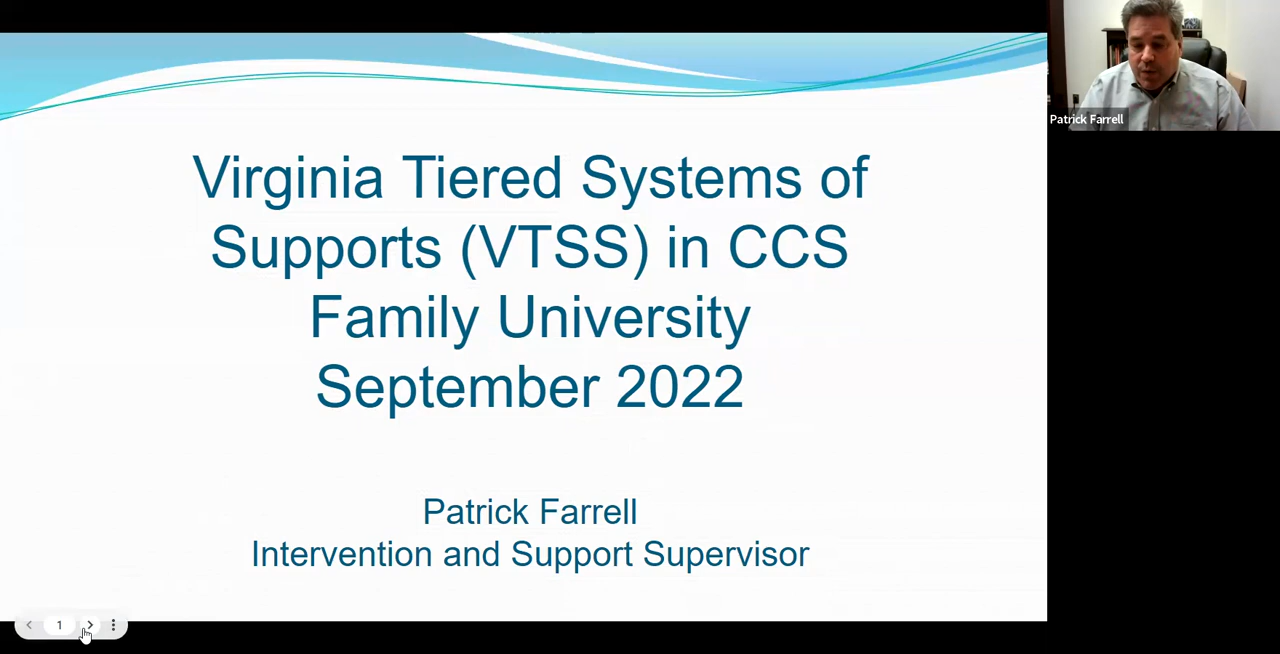 Virginia Tiered Systems of
Supports (VTSS) in CCS
Family University
September 2022
Patrick Farrell
Intervention and Support Supervisor
Patrick Farrell
1